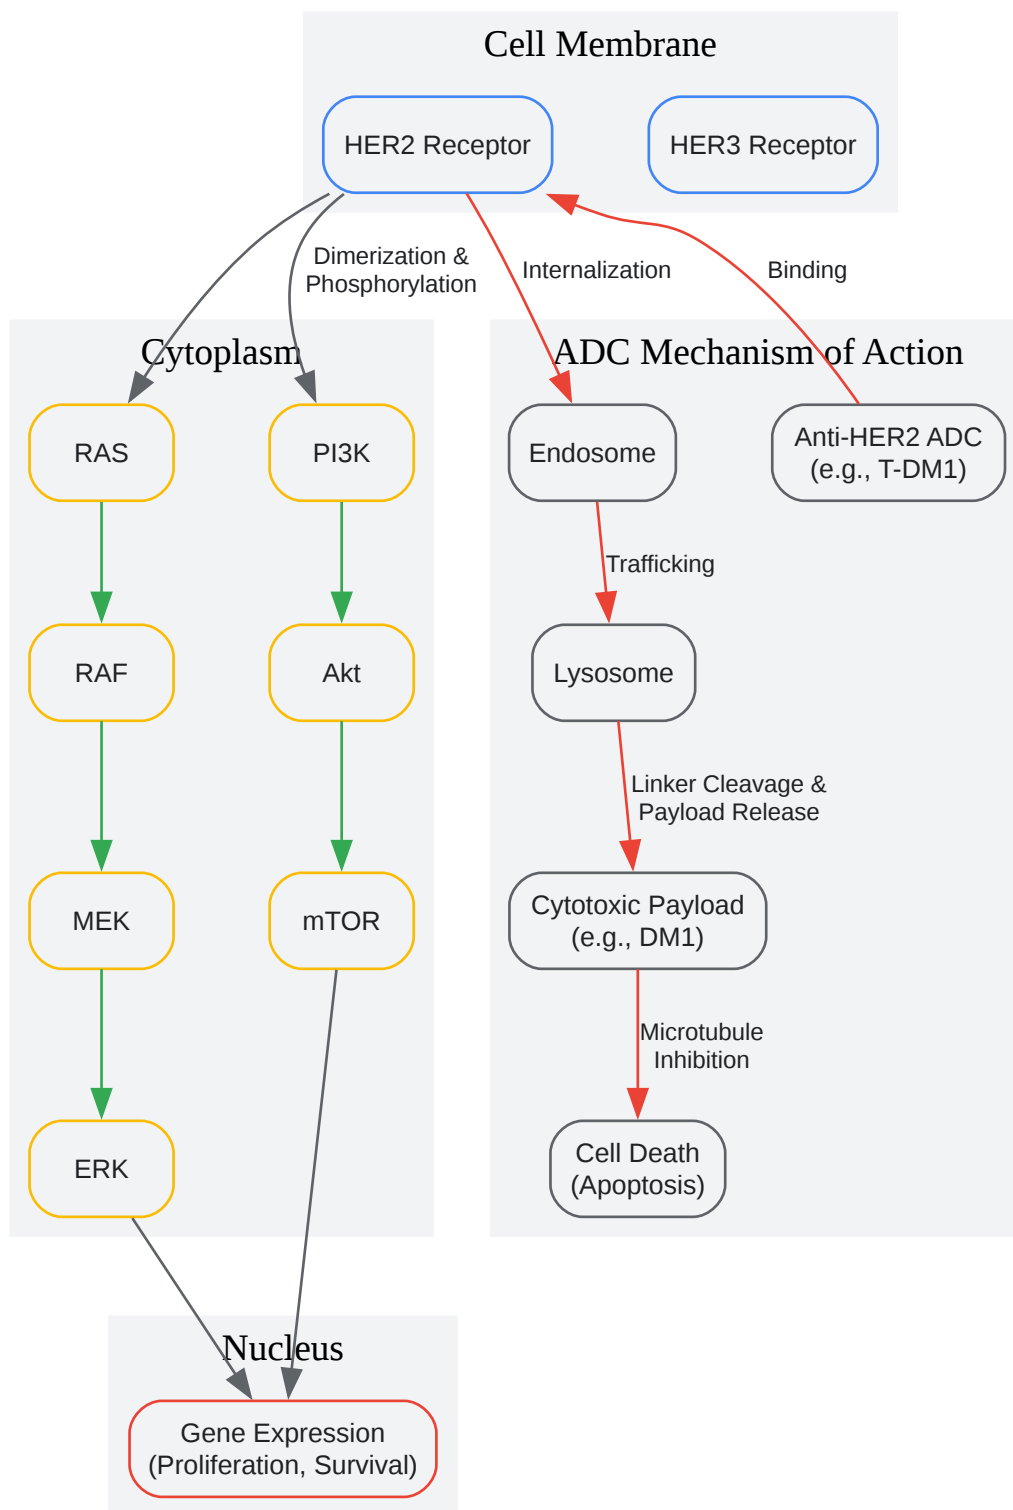 Cell Membrane
HER2 Receptor
HER3 Receptor
Dimerization &
Phosphorylation
Internalization
Binding
Cytoplasm
ADC Mechanism of Action
RAS
PI3K
Endosome
Anti-HER2 ADC
(e.g., T-DM1)
Trafficking
RAF
Akt
Lysosome
Linker Cleavage &
Payload Release
MEK
mTOR
Cytotoxic Payload
(e.g., DM1)
Microtubule
Inhibition
ERK
Cell Death
(Apoptosis)
Nucleus
Gene Expression
(Proliferation, Survival)